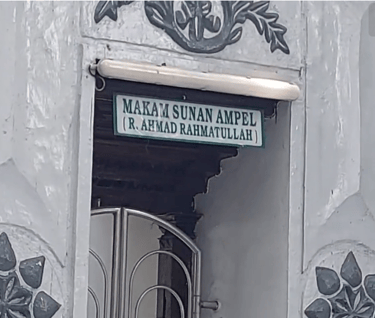 MAKAM SUNAN AMPEL
( R. AHMAD RAHMATULLAH )